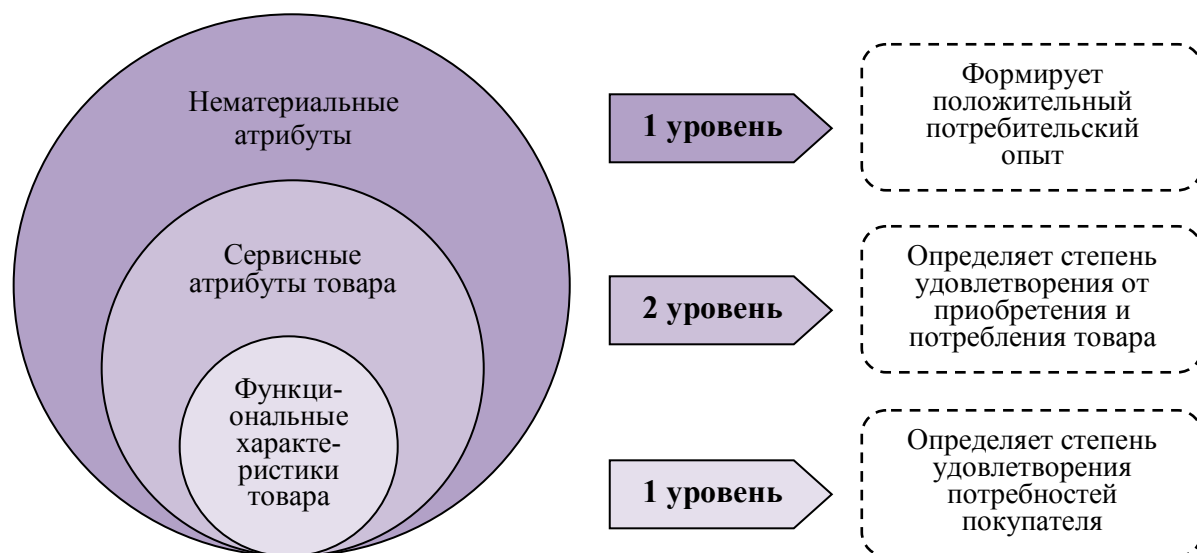 Нематериальные
атрибуты
1 уровень
Формирует
положительный
потребительский
опыт
Сервисные
атрибуты товара
2 уровень
Определяет степень
удовлетворения от
приобретения и
потребления товара
Функци-
ональные
характе-
ристики
товара
1 уровень
Определяет степень
удовлетворения
потребностей
покупателя